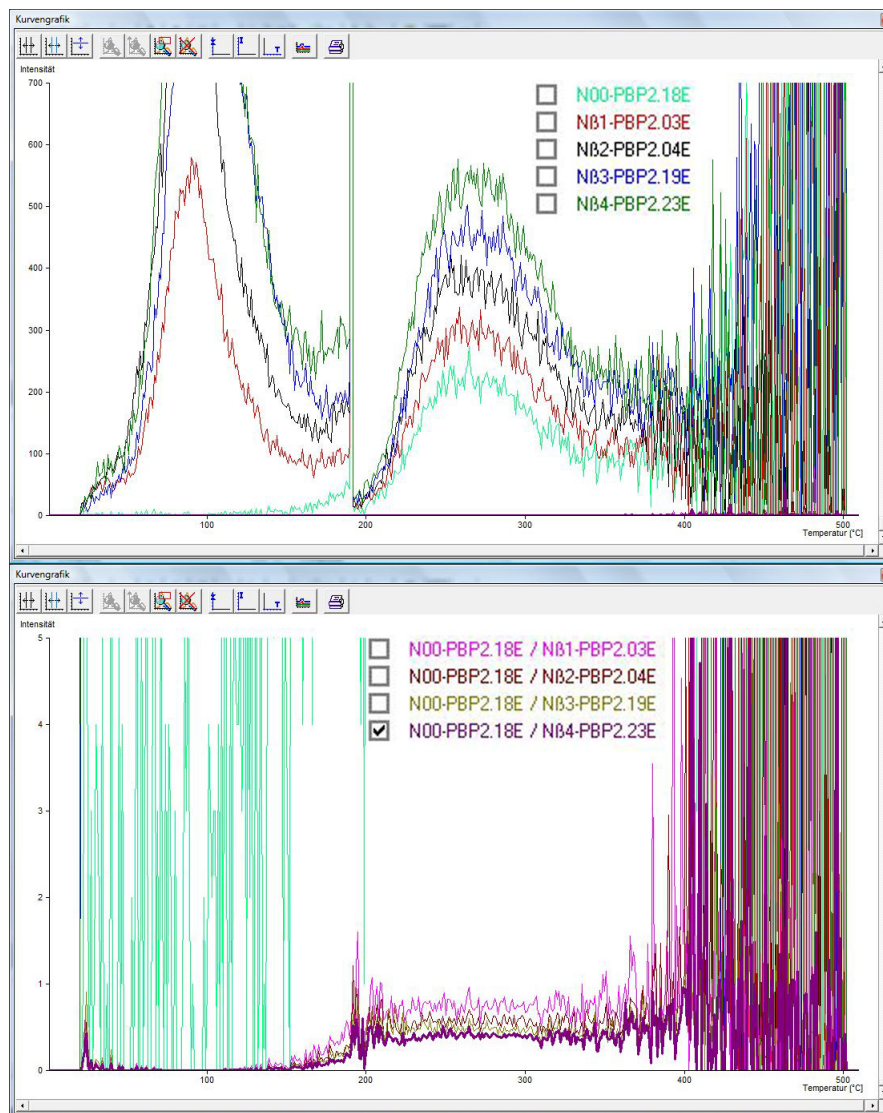 Kurvengrafik
Intensität
700
600
500
400
300
200
100
0
N00-PBP2.18E
Nß1-PBP2.03E
Nß2-PBP2.04E
Nß3-PBP2.19E
Nß4-PBP2.23E
100
200
300
400
500
Temperatur [°C]
Kurvengrafik
Intensität
5
4
3
2
1
0
N00-PBP2.18E / Nß1-PBP2.03E
N00-PBP2.18E / Nß2-PBP2.04E
N00-PBP2.18E / Nß3-PBP2.19E
N00-PBP2.18E / Nß4-PBP2.23E
100
200
300
400
500
Temperatur [°C]